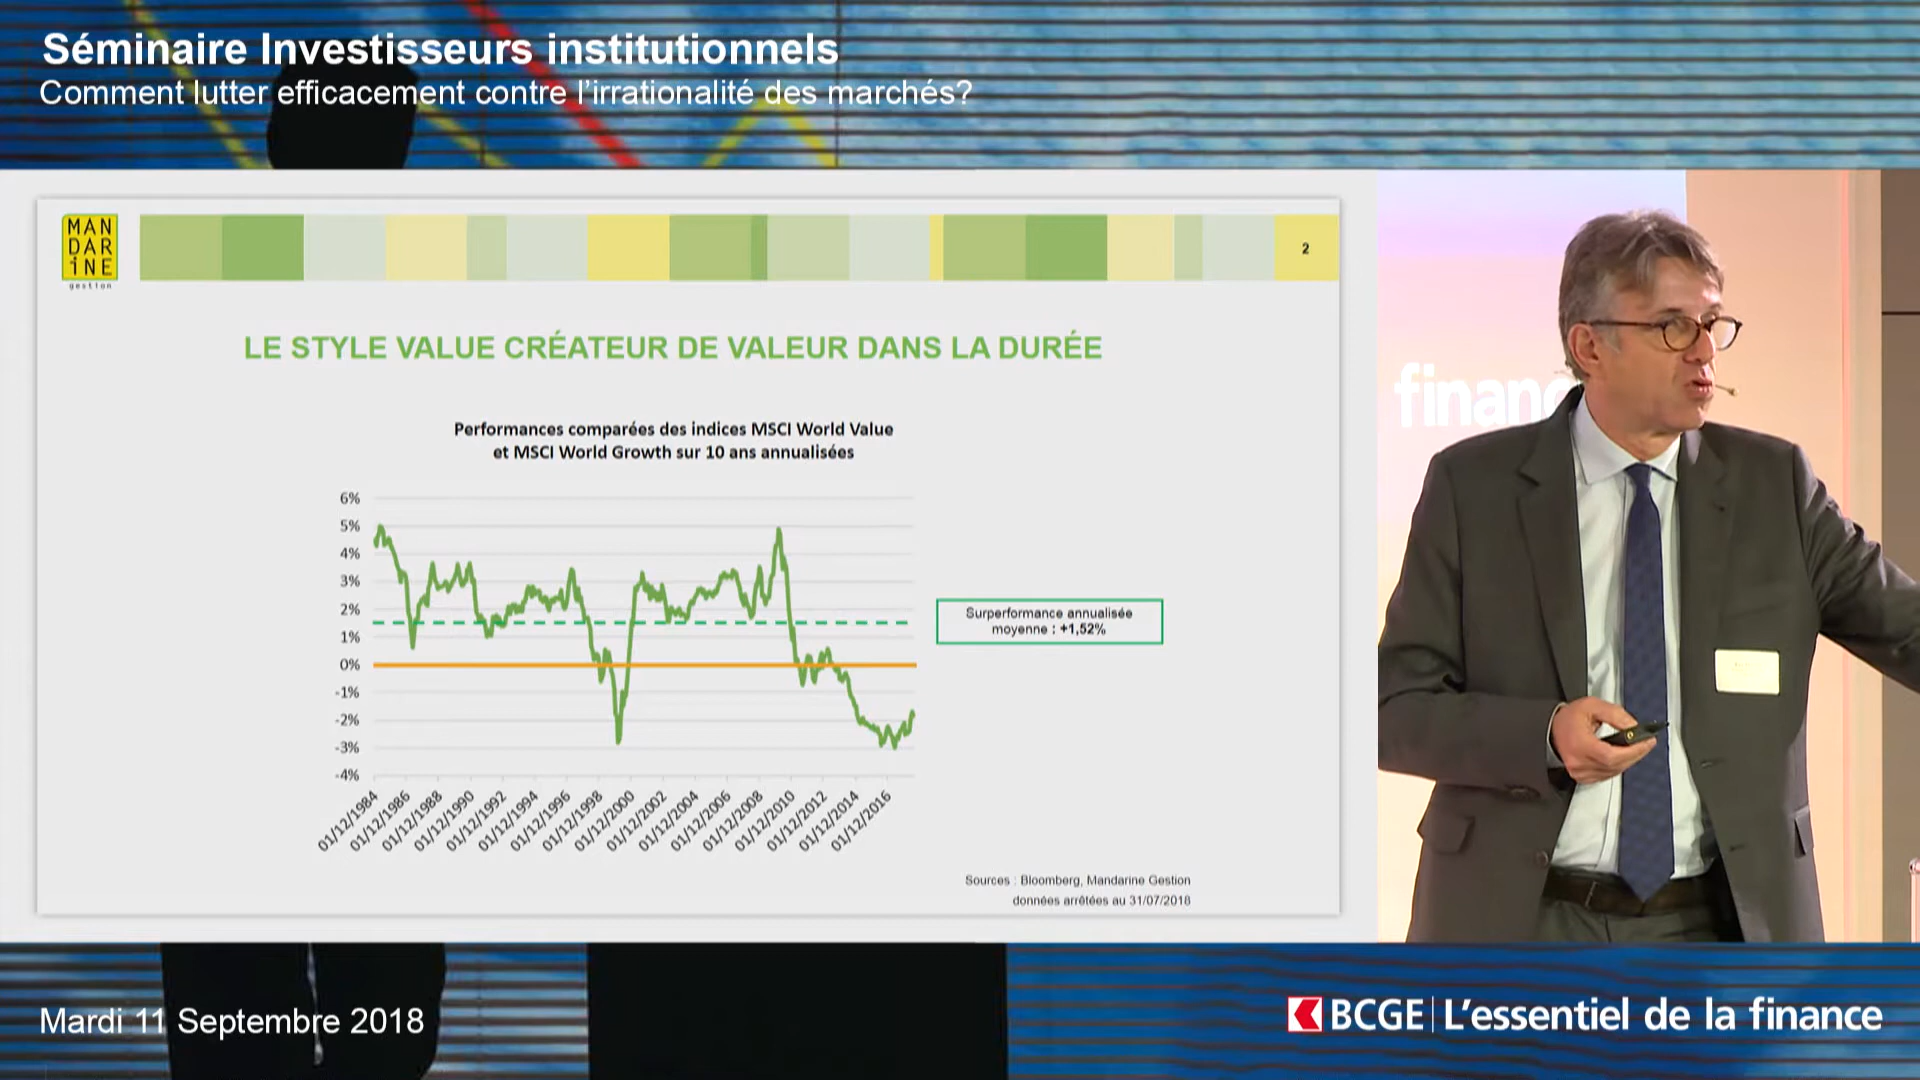 Séminaire Investisseurs institutionnels
Comment lutter efficacement contre l'irrationalité des marchés?
MAN
DAR
iNE
gestion
2
LE STYLE VALUE CRÉATEUR DE VALEUR DANS LA DURÉE
Performances comparées des indices MSCI World Value
et MSCI World Growth sur 10 ans annualisées
6%
5%
4%
3%
2%
1%
0%
-1%
-2%
-3%
-4%
01/12/1984
01/12/1986
01/12/1988
01/12/1990
01/12/1992
01/12/1994
01/12/1996
01/12/1998
01/12/2000
01/12/2002
01/12/2004
01/12/2006
01/12/2008
01/12/2010
01/12/2012
01/12/2014
01/12/2016
Surperformance annualisée
moyenne : +1,52%
Sources : Bloomberg, Mandarine Gestion
données arrêtées au 31/07/2018
Mardi 11 Septembre 2018
BCGE | L'essentiel de la finance